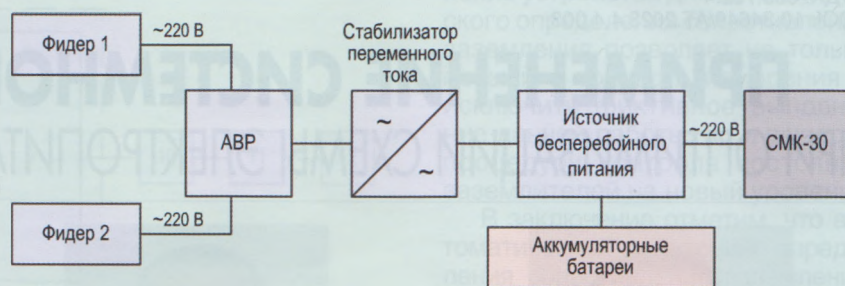 Фидер 1
~220 В
Стабилизатор
переменного
тока
АВР
~
~
Источник
бесперебойного
питания
~220 В
СМК-30
Фидер 2
~220 В
Аккумуляторные
батареи